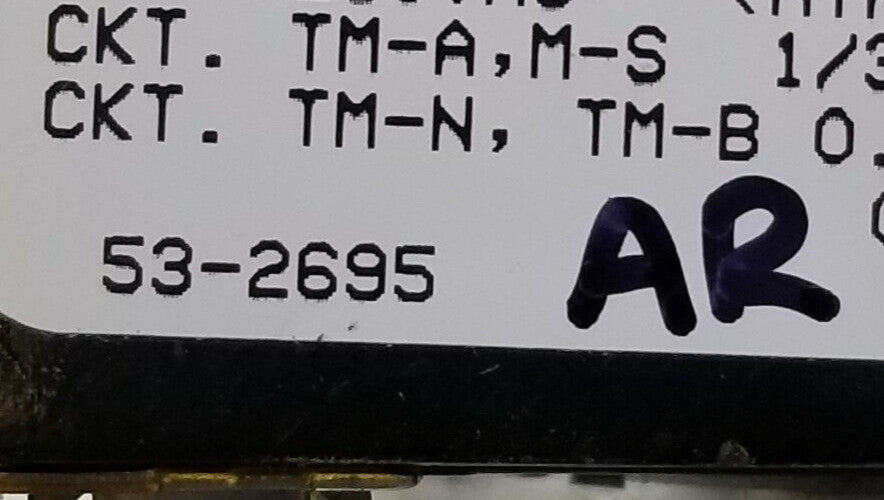 CKT. TM-A,M-S 1/3
CKT. TM-N, TM-B 0.
53-2695 AR